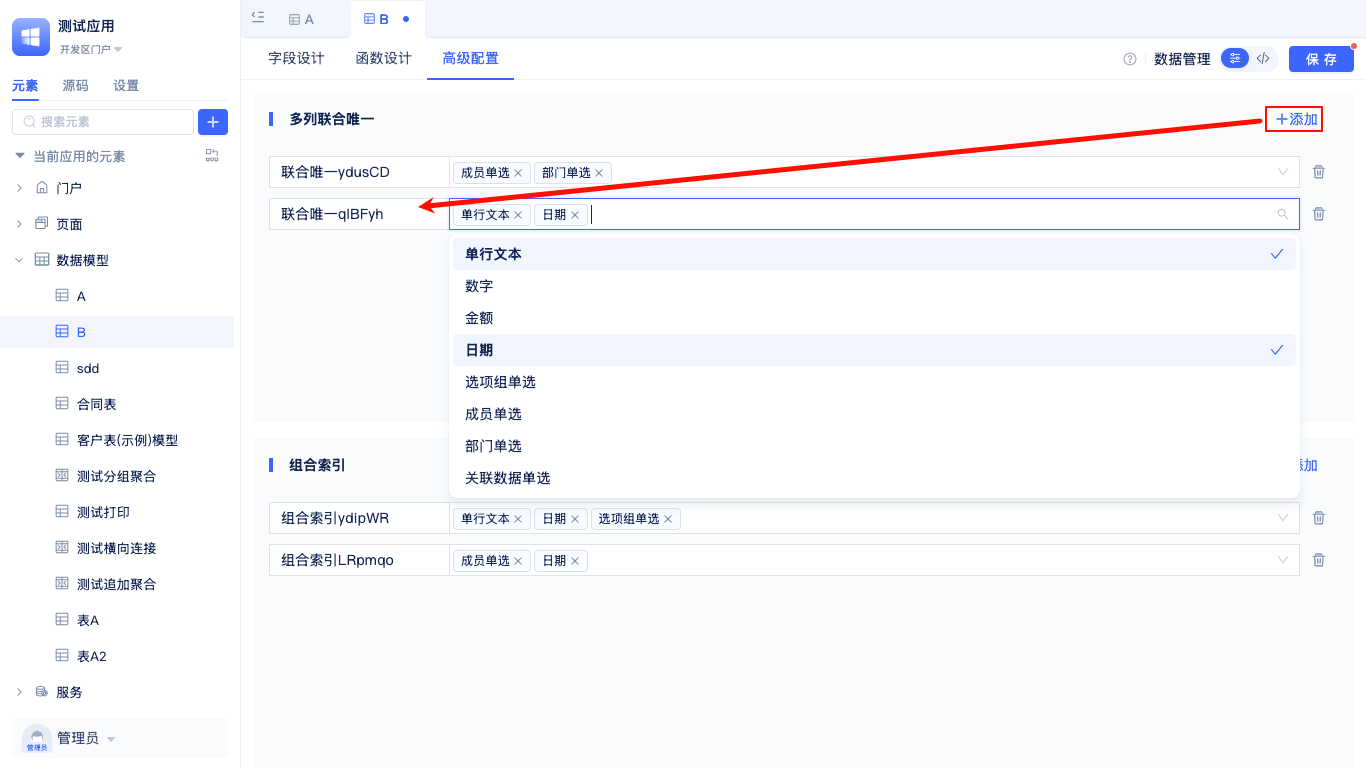 测试应用
开发区门户
元素 源码 设置
搜索元素
当前应用的元素
门户
页面
数据模型
A
B
sdd
合同表
客户表(示例)模型
测试分组聚合
测试打印
测试横向连接
测试追加聚合
表A
表A2
服务
管理员
管理员
A B
字段设计 函数设计 高级配置
数据管理
保存
多列联合唯一
添加
联合唯一ydusCD 成员单选 部门单选
联合唯一qlBFyh 单行文本 日期
单行文本
数字
金额
日期
选项组单选
成员单选
部门单选
关联数据单选
组合索引
加
组合索引ydipWR 单行文本 日期 选项组单选
组合索引LRpmqo 成员单选 日期